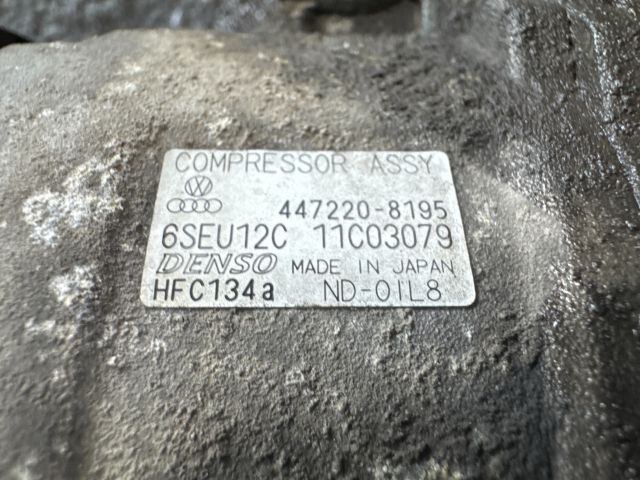 COMPRESSOR ASSY
447220-8195
6SEU12C 11C03079
DENSO MADE IN JAPAN
HFC134a ND-OIL8